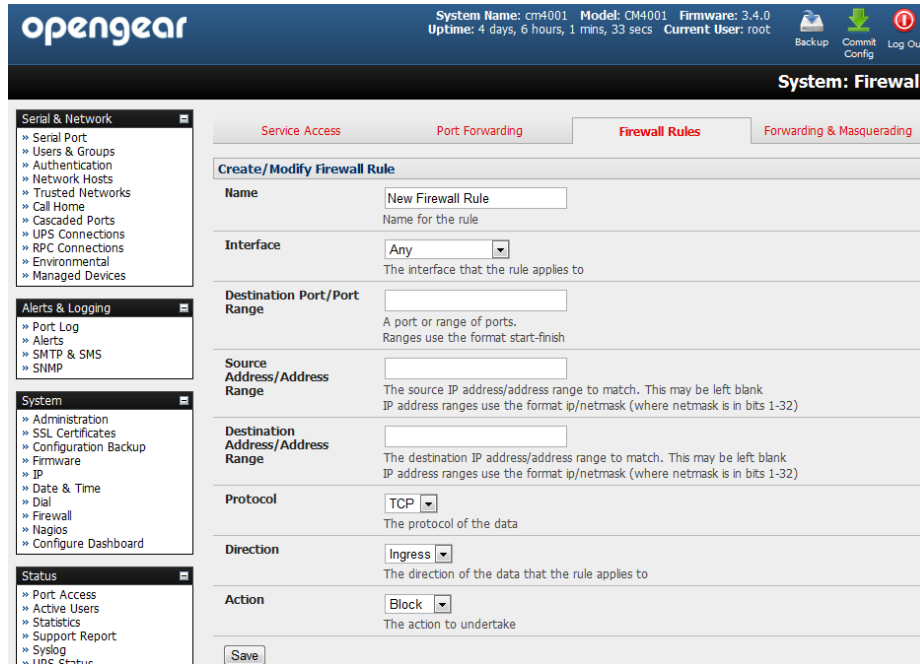 opengear
System Name: cm4001 Model: CM4001 Firmware: 3.4.0
Uptime: 4 days, 6 hours, 1 mins, 33 secs Current User: root
Backup
Commit Config
Log Ou
System: Firewal
Serial & Network
» Serial Port
» Users & Groups
» Authentication
» Network Hosts
» Trusted Networks
» Call Home
» Cascaded Ports
» UPS Connections
» RPC Connections
» Environmental
» Managed Devices
Alerts & Logging
» Port Log
» Alerts
» SMTP & SMS
» SNMP
System
» Administration
» SSL Certificates
» Configuration Backup
» Firmware
» IP
» Date & Time
» Dial
» Firewall
» Nagios
» Configure Dashboard
Status
» Port Access
» Active Users
» Statistics
» Support Report
» Syslog
» UPS Status
Service Access
Port Forwarding
Firewall Rules
Forwarding & Masquerading
Create/Modify Firewall Rule
Name
New Firewall Rule
Name for the rule
Interface
Any
The interface that the rule applies to
Destination Port/Port
Range
A port or range of ports.
Ranges use the format start-finish
Source
Address/Address
Range
The source IP address/address range to match. This may be left blank
IP address ranges use the format ip/netmask (where netmask is in bits 1-32)
Destination
Address/Address
Range
The destination IP address/address range to match. This may be left blank
IP address ranges use the format ip/netmask (where netmask is in bits 1-32)
Protocol
TCP
The protocol of the data
Direction
Ingress
The direction of the data that the rule applies to
Action
Block
The action to undertake
Save